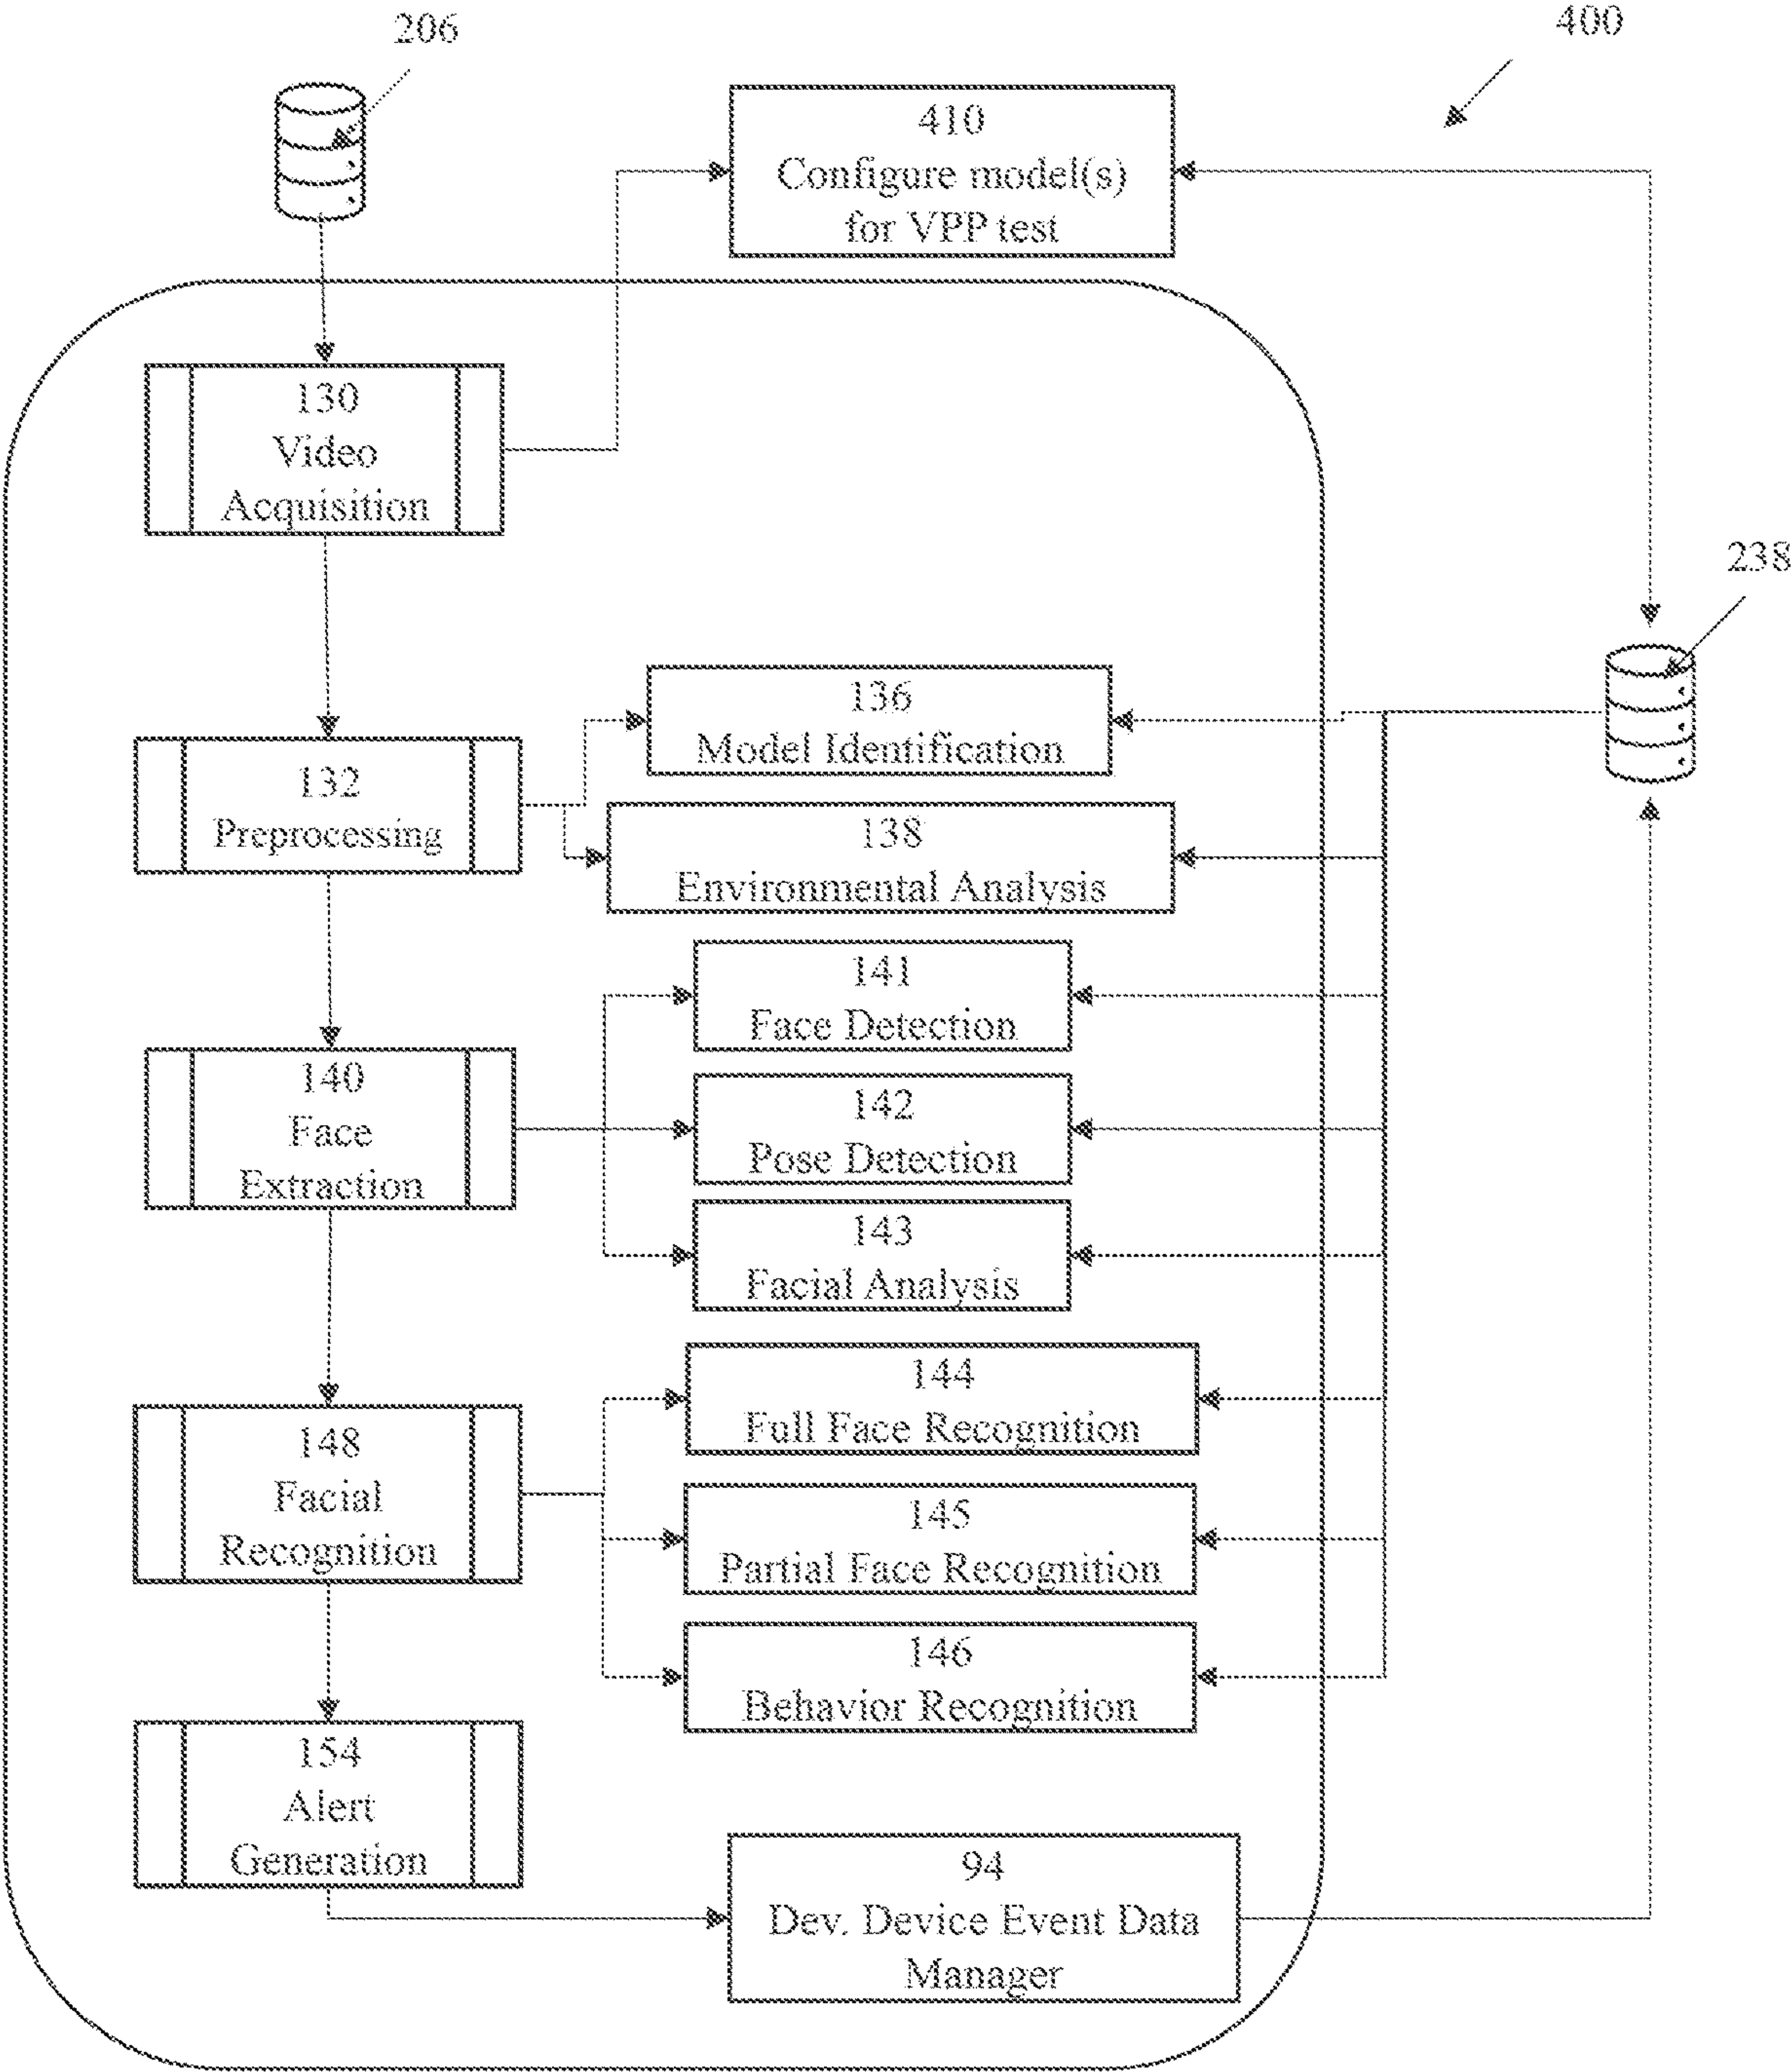 206
400
410
Configure model(s)
for VPP test
130
Video
Acquisition
238
136
Model Identification
132
Preprocessing
138
Environmental Analysis
141
Face Detection
140
Face
Extraction
142
Pose Detection
143
Facial Analysis
144
Full Face Recognition
148
Facial
Recognition
145
Partial Face Recognition
146
Behavior Recognition
154
Alert
Generation
94
Dev. Device Event Data
Manager